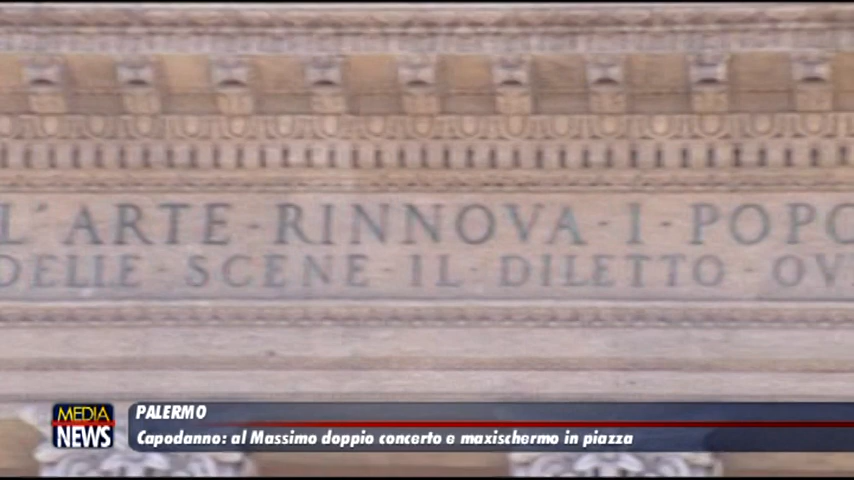 L'ARTE · RINNOVA · I · POPO
DELLE · SCENE · IL · DILETTO · OV
MEDIA
NEWS
PALERMO
Capodanno: al Massimo doppio concerto e maxischermo in piazza